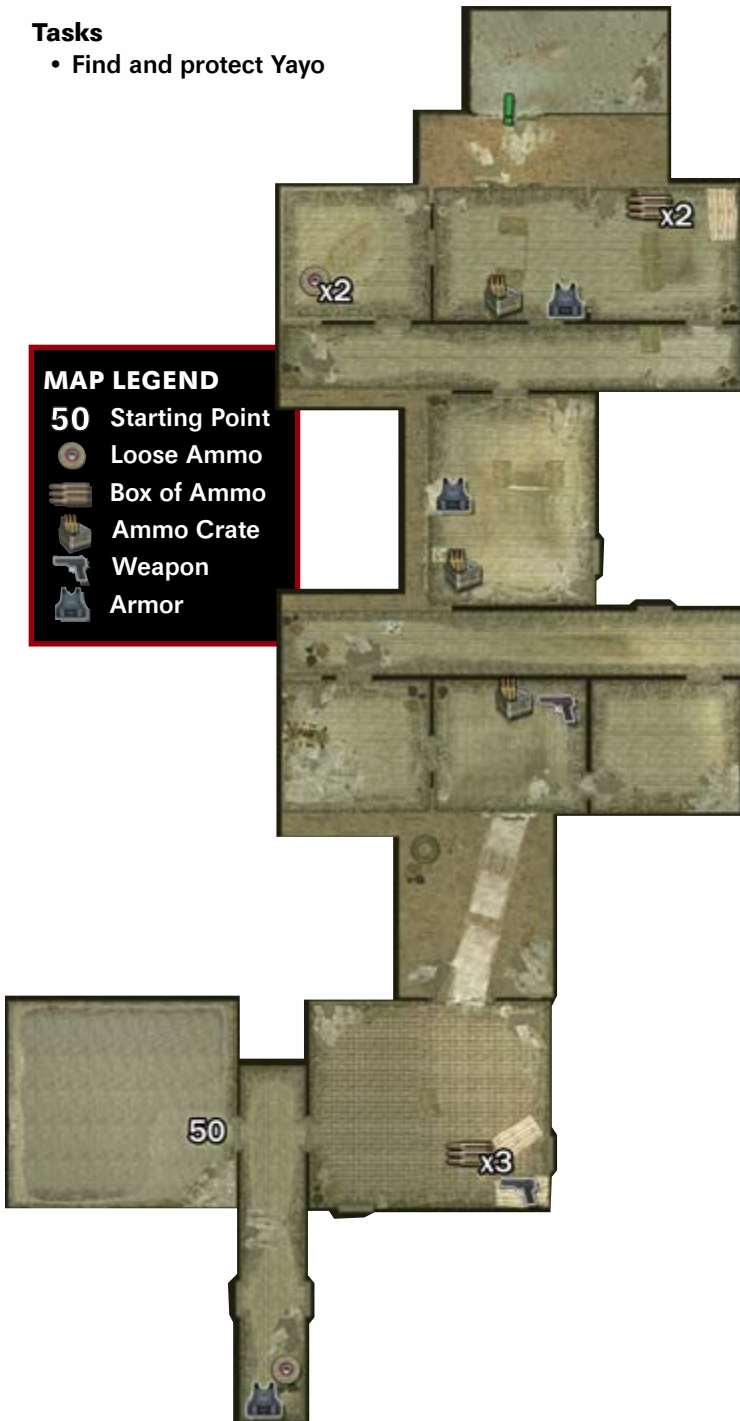 Tasks
• Find and protect Yayo
x2
x2
MAP LEGEND
50 Starting Point
Loose Ammo
Box of Ammo
Ammo Crate
Weapon
Armor
50
x3